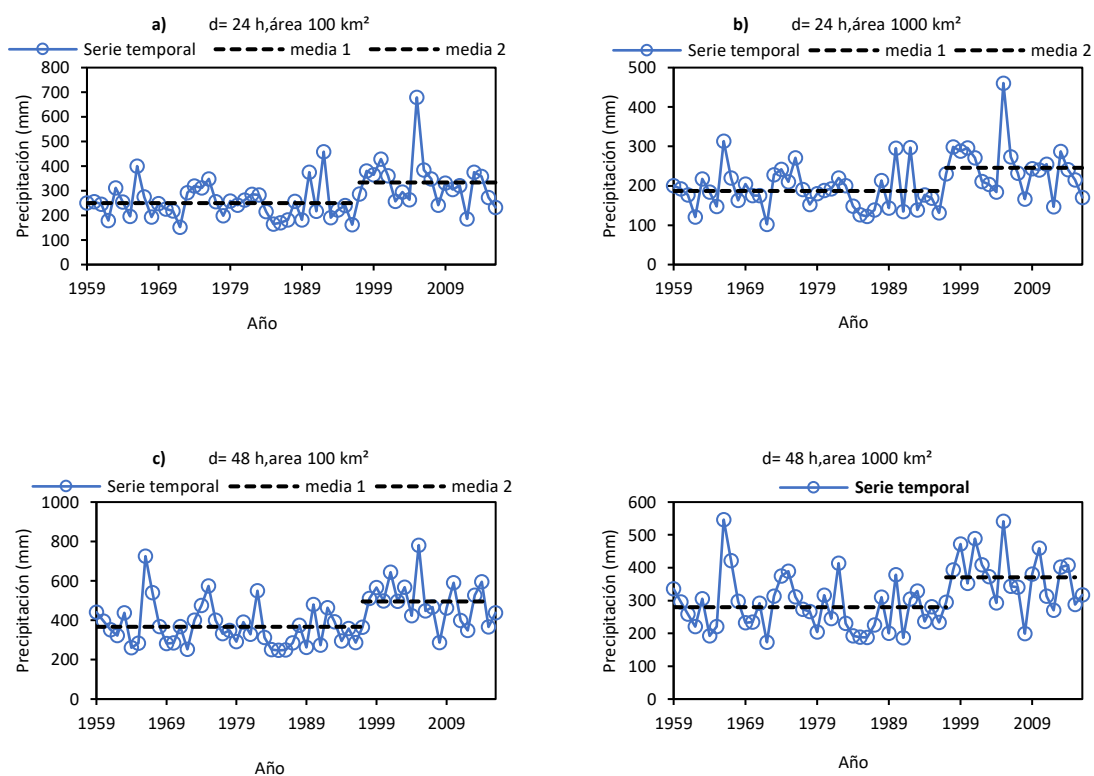 a) d= 24 h,área 100 km²
Serie temporal media 1 media 2
Precipitación (mm)
800
700
600
500
400
300
200
100
0
1959 1969 1979 1989 1999 2009
Año
b) d= 24 h,área 1000 km²
Serie temporal media 1 media 2
Precipitación (mm)
500
400
300
200
100
0
1959 1969 1979 1989 1999 2009
Año
c) d= 48 h,area 100 km²
Serie temporal media 1 media 2
Precipitación (mm)
1000
800
600
400
200
0
1959 1969 1979 1989 1999 2009
Año
d= 48 h,area 1000 km²
Serie temporal
Precipitación (mm)
600
500
400
300
200
100
0
1959 1969 1979 1989 1999 2009
Año